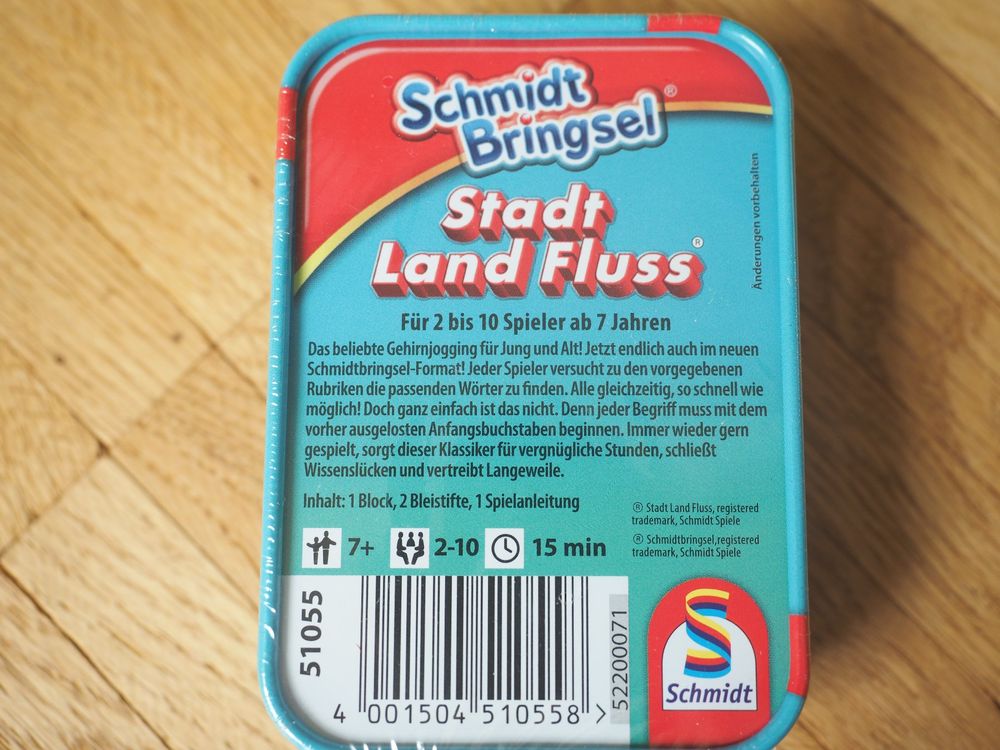 Schmidt
Bringsel®
Stadt
Land Fluss®
Änderungen vorbehalten
Für 2 bis 10 Spieler ab 7 Jahren
Das beliebte Gehirnjogging für Jung und Alt! Jetzt endlich auch im neuen
Schmidtbringsel-Format! Jeder Spieler versucht zu den vorgegebenen
Rubriken die passenden Wörter zu finden. Alle gleichzeitig, so schnell wie
möglich! Doch ganz einfach ist das nicht. Denn jeder Begriff muss mit dem
vorher ausgelosten Anfangsbuchstaben beginnen. Immer wieder gern
gespielt, sorgt dieser Klassiker für vergnügliche Stunden, schließt
Wissenslücken und vertreibt Langeweile.
Inhalt: 1 Block, 2 Bleistifte, 1 Spielanleitung
® Stadt Land Fluss, registered
trademark, Schmidt Spiele
® Schmidtbringsel,registered
trademark, Schmidt Spiele
7+ 2-10 15 min
51055
4 001504 510558 >
52200071
Schmidt